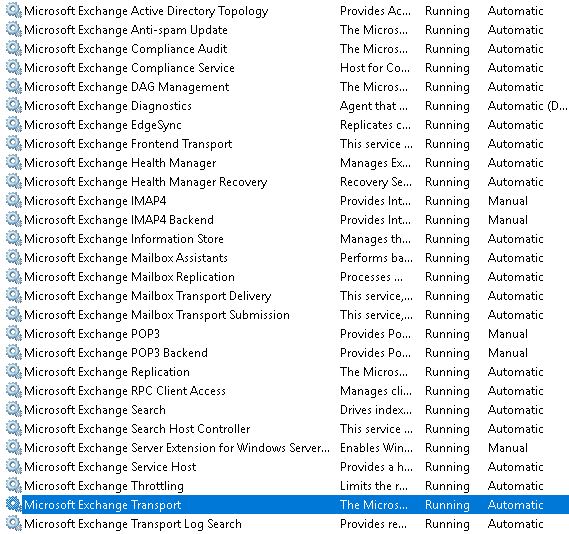 Microsoft Exchange Active Directory Topology Provides Ac... Running Automatic
Microsoft Exchange Anti-spam Update The Micros... Running Automatic
Microsoft Exchange Compliance Audit The Micros... Running Automatic
Microsoft Exchange Compliance Service Host for Co... Running Automatic
Microsoft Exchange DAG Management The Micros... Running Automatic
Microsoft Exchange Diagnostics Agent that ... Running Automatic (D...
Microsoft Exchange EdgeSync Replicates c... Running Automatic
Microsoft Exchange Frontend Transport This service ... Running Automatic
Microsoft Exchange Health Manager Manages Ex... Running Automatic
Microsoft Exchange Health Manager Recovery Recovery Se... Running Automatic
Microsoft Exchange IMAP4 Provides Int... Running Manual
Microsoft Exchange IMAP4 Backend Provides Int... Running Manual
Microsoft Exchange Information Store Manages th... Running Automatic
Microsoft Exchange Mailbox Assistants Performs ba... Running Automatic
Microsoft Exchange Mailbox Replication Processes ... Running Automatic
Microsoft Exchange Mailbox Transport Delivery This service,... Running Automatic
Microsoft Exchange Mailbox Transport Submission This service,... Running Automatic
Microsoft Exchange POP3 Provides Po... Running Manual
Microsoft Exchange POP3 Backend Provides Po... Running Manual
Microsoft Exchange Replication The Micros... Running Automatic
Microsoft Exchange RPC Client Access Manages cli... Running Automatic
Microsoft Exchange Search Drives index... Running Automatic
Microsoft Exchange Search Host Controller This service ... Running Automatic
Microsoft Exchange Server Extension for Windows Server... Enables Win... Running Manual
Microsoft Exchange Service Host Provides a h... Running Automatic
Microsoft Exchange Throttling Limits the r... Running Automatic
Microsoft Exchange Transport The Micros... Running Automatic
Microsoft Exchange Transport Log Search Provides re... Running Automatic